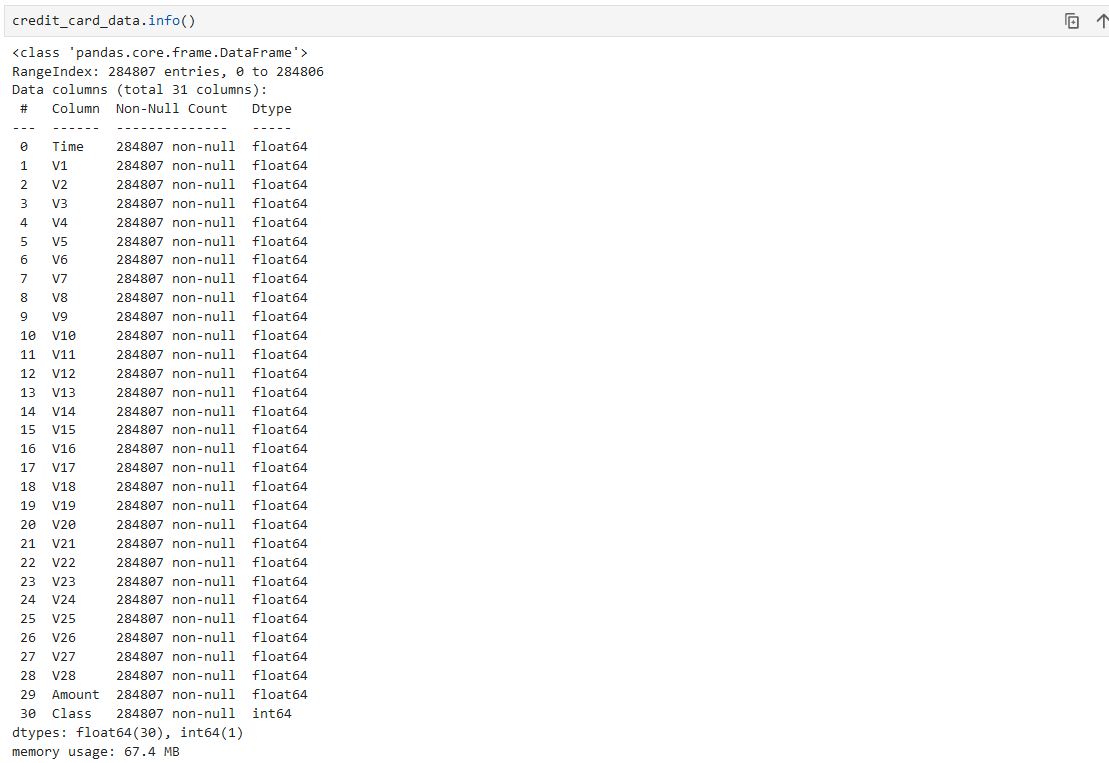 credit_card_data.info()
<class 'pandas.core.frame.DataFrame'>
RangeIndex: 284807 entries, 0 to 284806
Data columns (total 31 columns):
 #   Column  Non-Null Count   Dtype
---  ------  --------------   -----
 0   Time    284807 non-null  float64
 1   V1      284807 non-null  float64
 2   V2      284807 non-null  float64
 3   V3      284807 non-null  float64
 4   V4      284807 non-null  float64
 5   V5      284807 non-null  float64
 6   V6      284807 non-null  float64
 7   V7      284807 non-null  float64
 8   V8      284807 non-null  float64
 9   V9      284807 non-null  float64
 10  V10     284807 non-null  float64
 11  V11     284807 non-null  float64
 12  V12     284807 non-null  float64
 13  V13     284807 non-null  float64
 14  V14     284807 non-null  float64
 15  V15     284807 non-null  float64
 16  V16     284807 non-null  float64
 17  V17     284807 non-null  float64
 18  V18     284807 non-null  float64
 19  V19     284807 non-null  float64
 20  V20     284807 non-null  float64
 21  V21     284807 non-null  float64
 22  V22     284807 non-null  float64
 23  V23     284807 non-null  float64
 24  V24     284807 non-null  float64
 25  V25     284807 non-null  float64
 26  V26     284807 non-null  float64
 27  V27     284807 non-null  float64
 28  V28     284807 non-null  float64
 29  Amount  284807 non-null  float64
 30  Class   284807 non-null  int64
dtypes: float64(30), int64(1)
memory usage: 67.4 MB